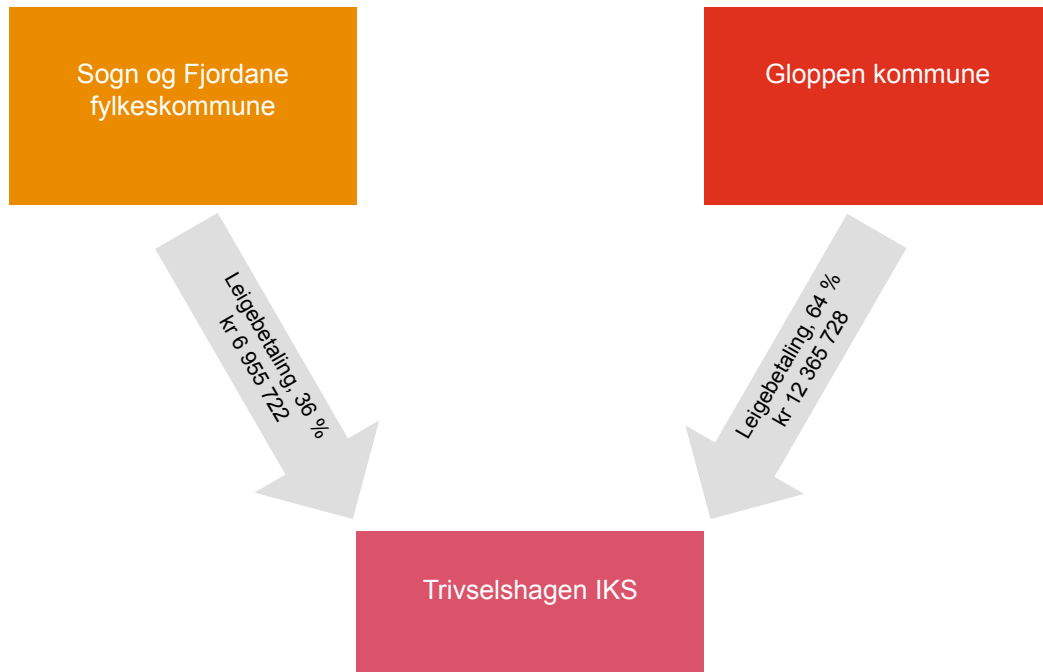 Sogn og Fjordane
fylkeskommune
Gloppen kommune
Leigebetaling, 36 %
kr 6 955 722
Leigebetaling, 64 %
kr 12 365 728
Trivselshagen IKS